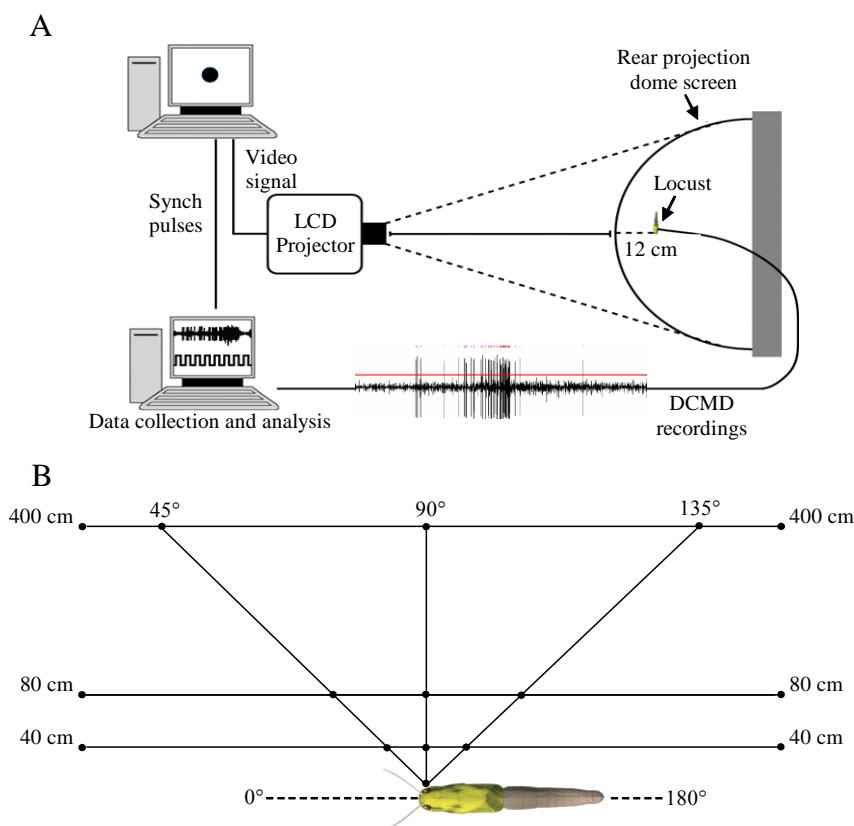 A
Rear projection
dome screen
Video
signal
Synch
pulses
LCD
Projector
Locust
12 cm
Data collection and analysis
DCMD
recordings
B
45°
90°
135°
400 cm
400 cm
80 cm
80 cm
40 cm
40 cm
0°
180°